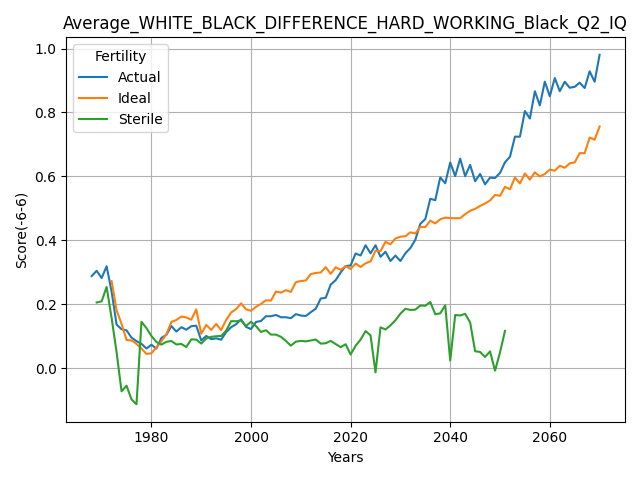 Average_WHITE_BLACK_DIFFERENCE_HARD_WORKING_Black_Q2_IQ
Fertility
Actual
Ideal
Sterile
Score(-6-6)
1.0
0.8
0.6
0.4
0.2
0.0
1980 2000 2020 2040 2060
Years